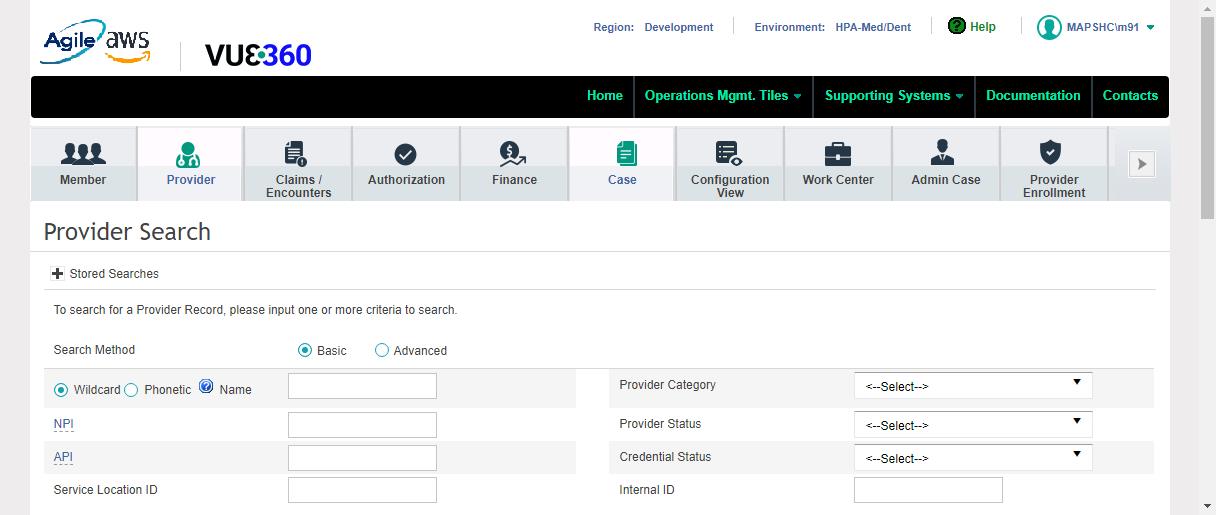 Agile aws
VUE360
Region: Development Environment: HPA-Med/Dent ? Help MAPSHC\m91
Home Operations Mgmt. Tiles Supporting Systems Documentation Contacts
Member Provider Claims / Encounters Authorization Finance Case Configuration View Work Center Admin Case Provider Enrollment
Provider Search
Stored Searches
To search for a Provider Record, please input one or more criteria to search.
Search Method Basic Advanced
Wildcard Phonetic ? Name Provider Category <--Select-->
NPI Provider Status <--Select-->
API Credential Status <--Select-->
Service Location ID Internal ID